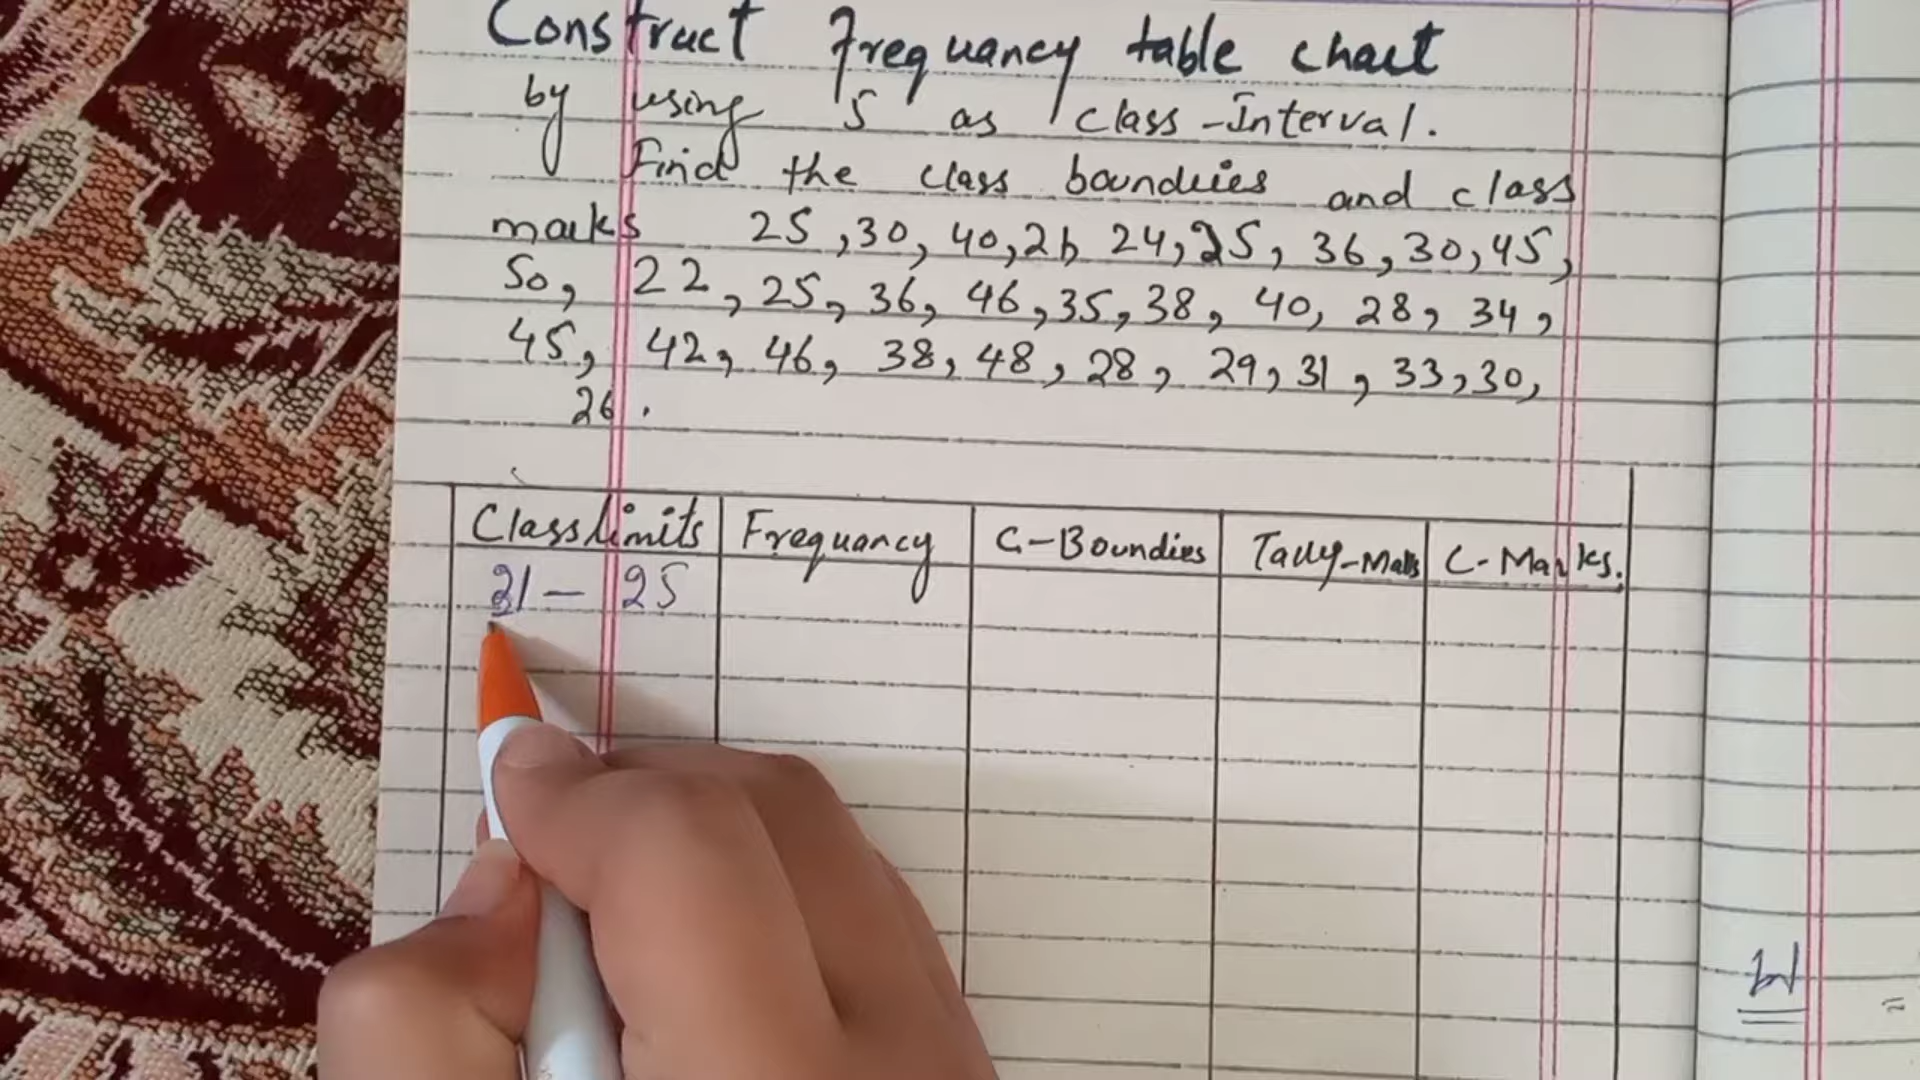 Construct Frequancy table chart
by using 5 as class-Interval.
Find the class boundries and class
marks 25, 30, 40, 26, 24, 25, 36, 30, 45,
50, 22, 25, 36, 46, 35, 38, 40, 28, 34,
45, 42, 46, 38, 48, 28, 29, 31, 33, 30,
26.
Class limits Frequancy C-Boundies Tally-Maks C-Marks.
21 - 25
=